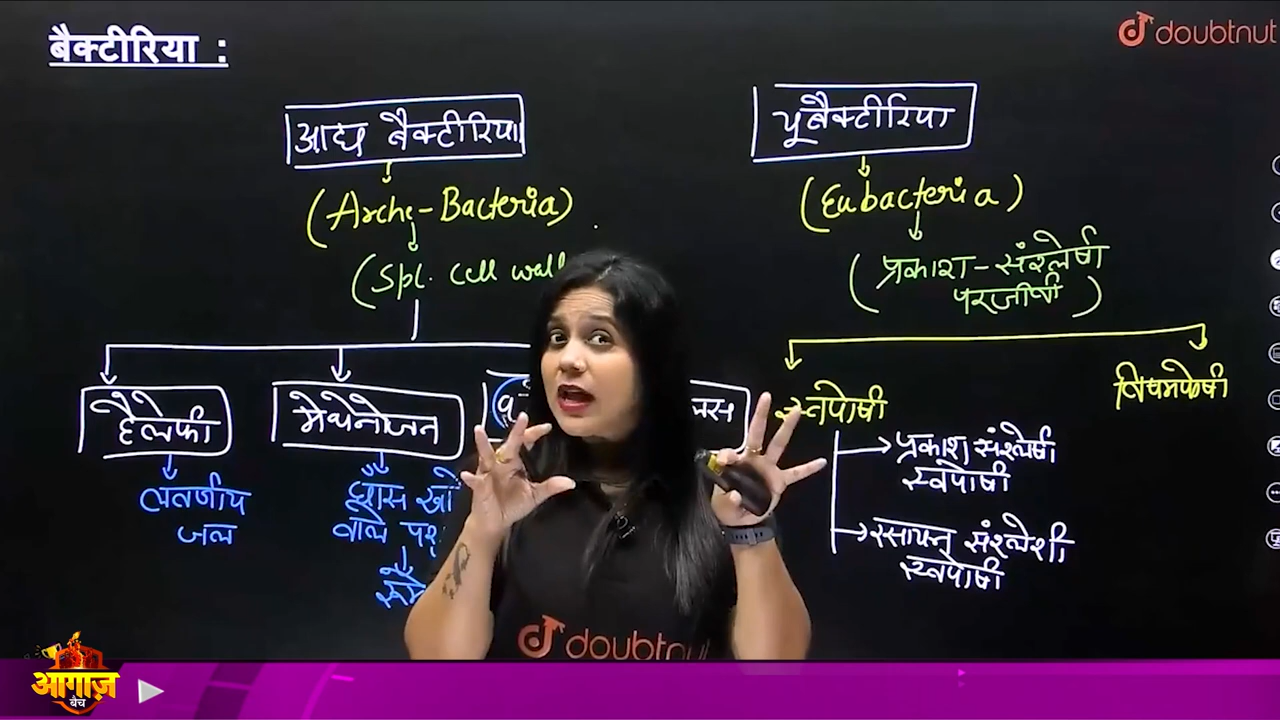 बैक्टीरिया :
doubtnut
आद्य बैक्टीरिया
यूबैक्टीरिया
(Arche-Bacteria)
(Eubacteria)
(Spl. Cell wall
(प्रकाश-संश्लेषी
परजीवी)
हैलोफी
मेथेनोजन
स्वपोषी
विषमपोषी
लवणीय
जल
घास
वाले
प्रकाश संश्लेषी
स्वपोषी
रसायन संश्लेशी
स्वपोषी
doubtnut
आगाज़
बैच